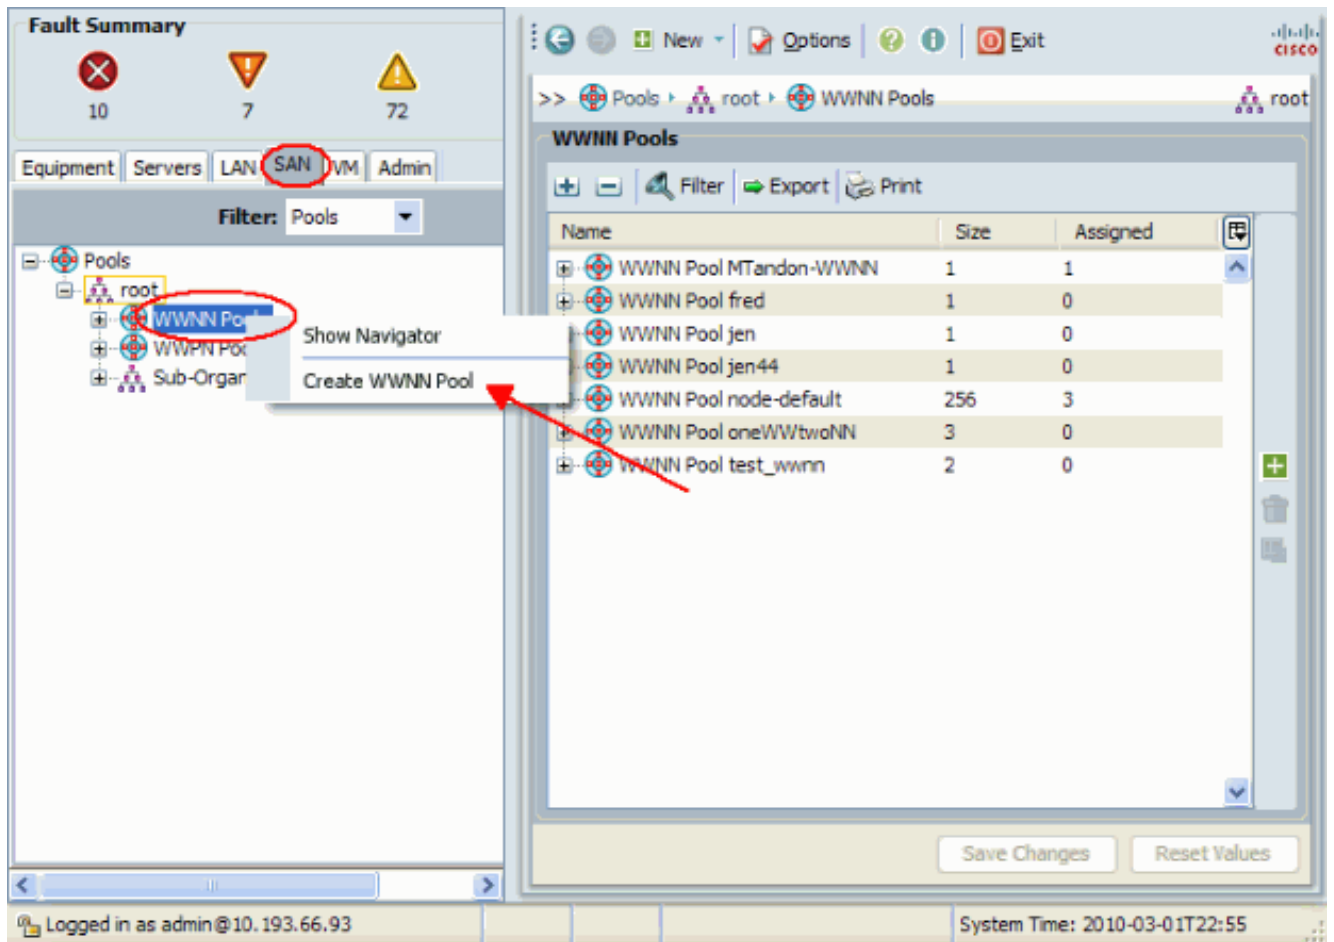 Fault Summary
10 7 72
Equipment Servers LAN SAN VM Admin
Filter: Pools
Pools
root
WWNN Poo
WWPN Poo
Sub-Organ
Show Navigator
Create WWNN Pool
New Options Exit
CISCO
>> Pools root WWNN Pools root
WWNN Pools
Filter Export Print
Name Size Assigned
WWNN Pool MTandon-WWNN 1 1
WWNN Pool fred 1 0
WWNN Pool jen 1 0
WWNN Pool jen44 1 0
WWNN Pool node-default 256 3
WWNN Pool oneWWtwoNN 3 0
WWNN Pool test_wwnn 2 0
Save Changes Reset Values
Logged in as admin@10.193.66.93 System Time: 2010-03-01T22:55